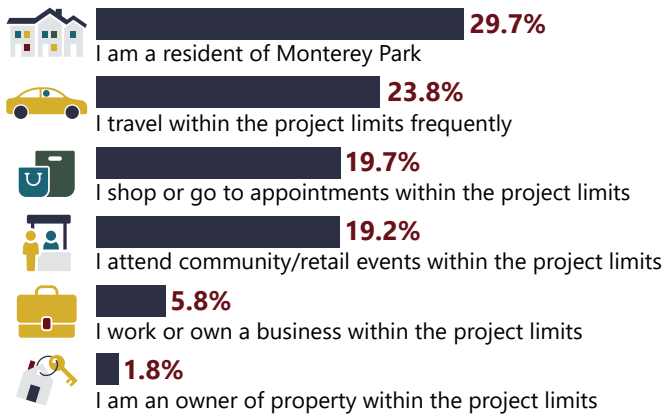 29.7%
I am a resident of Monterey Park
23.8%
I travel within the project limits frequently
19.7%
I shop or go to appointments within the project limits
19.2%
I attend community/retail events within the project limits
5.8%
I work or own a business within the project limits
1.8%
I am an owner of property within the project limits